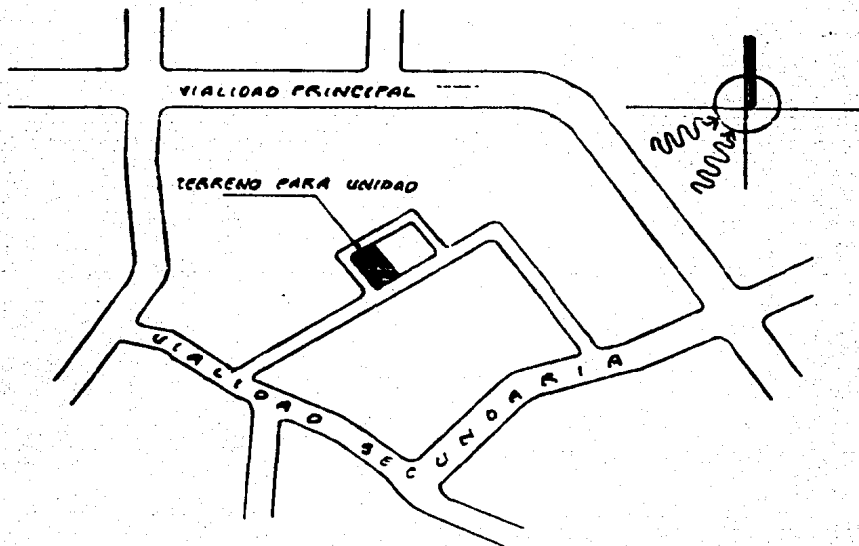 VIALIDAD PRINCIPAL
TERRENO PARA UNIDAD
VIALIDAD SECUNDARIA